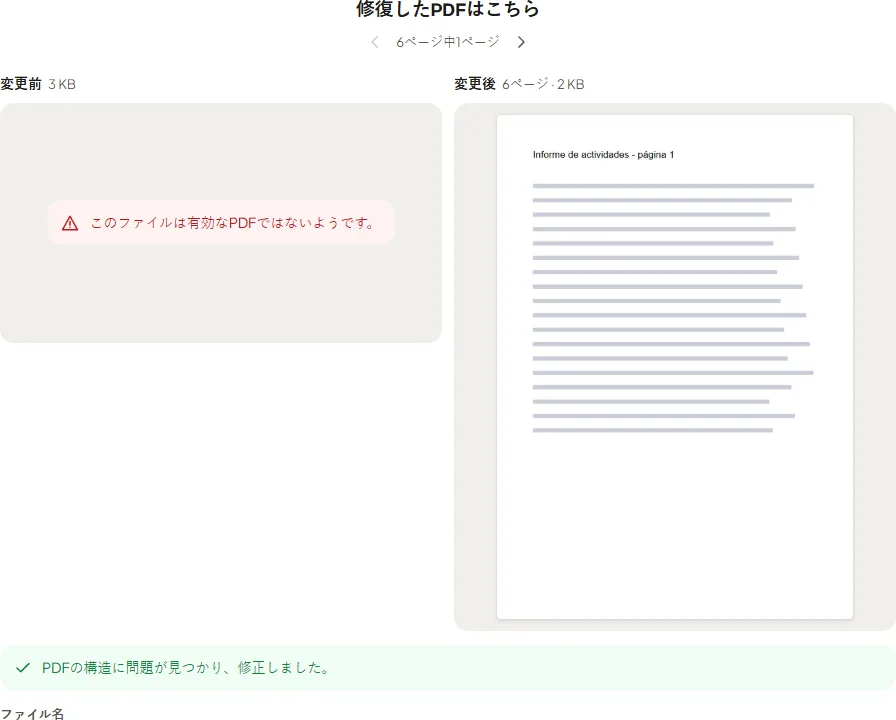 修復したPDFはこちら
6ページ中1ページ
変更前 3 KB
変更後 6ページ · 2 KB
このファイルは有効なPDFではないようです。
Informe de actividades - página 1
PDFの構造に問題が見つかり、修正しました。
ファイル名